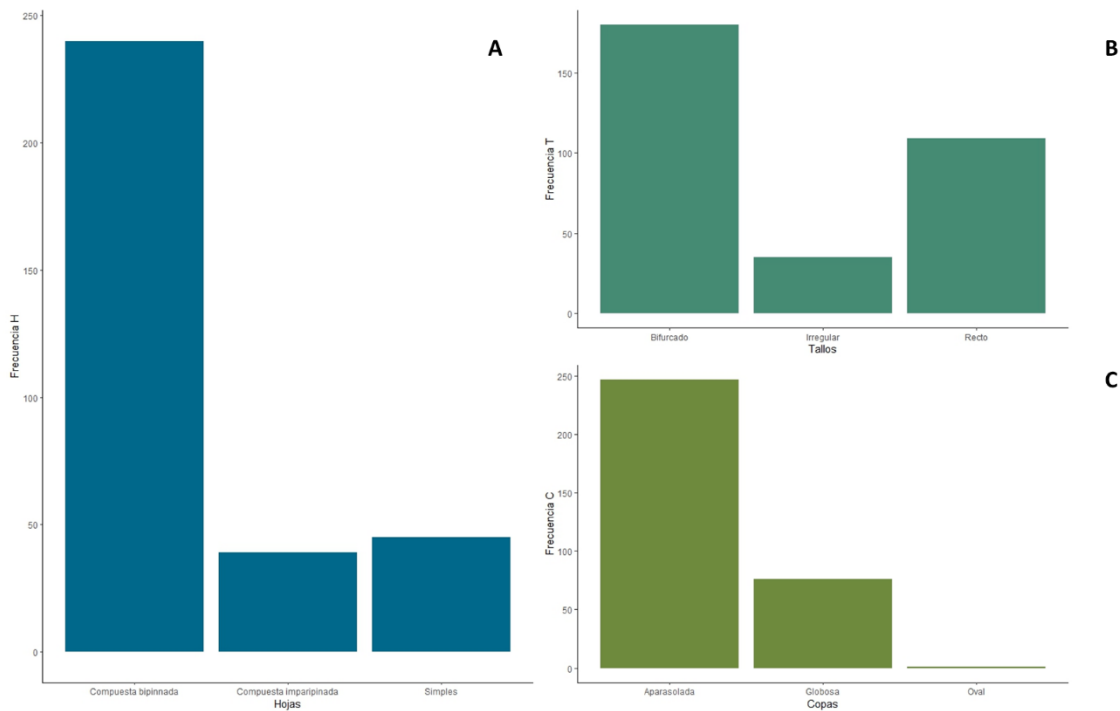 A
Frecuencia H
250
200
150
100
50
0
Compuesta bipinnada
Compuesta imparipinada
Simples
Hojas
B
Frecuencia T
150
100
50
0
Bifurcado
Irregular
Recto
Tallos
C
Frecuencia C
250
200
150
100
50
0
Aparasolada
Globosa
Oval
Copas